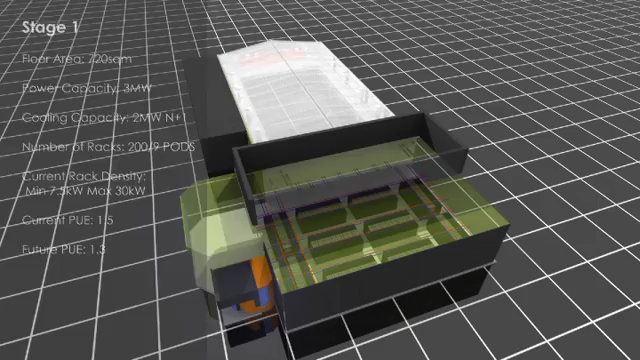 Stage 1
Floor Area: 720sqm
Power Capacity: 3MW
Cooling Capacity: 2MW N+
Number of Racks: 200/9 PODS
Current Rack Density:
Min 7.5kW Max 30kW
Current PUE: 1.5
Future PUE: 1.3